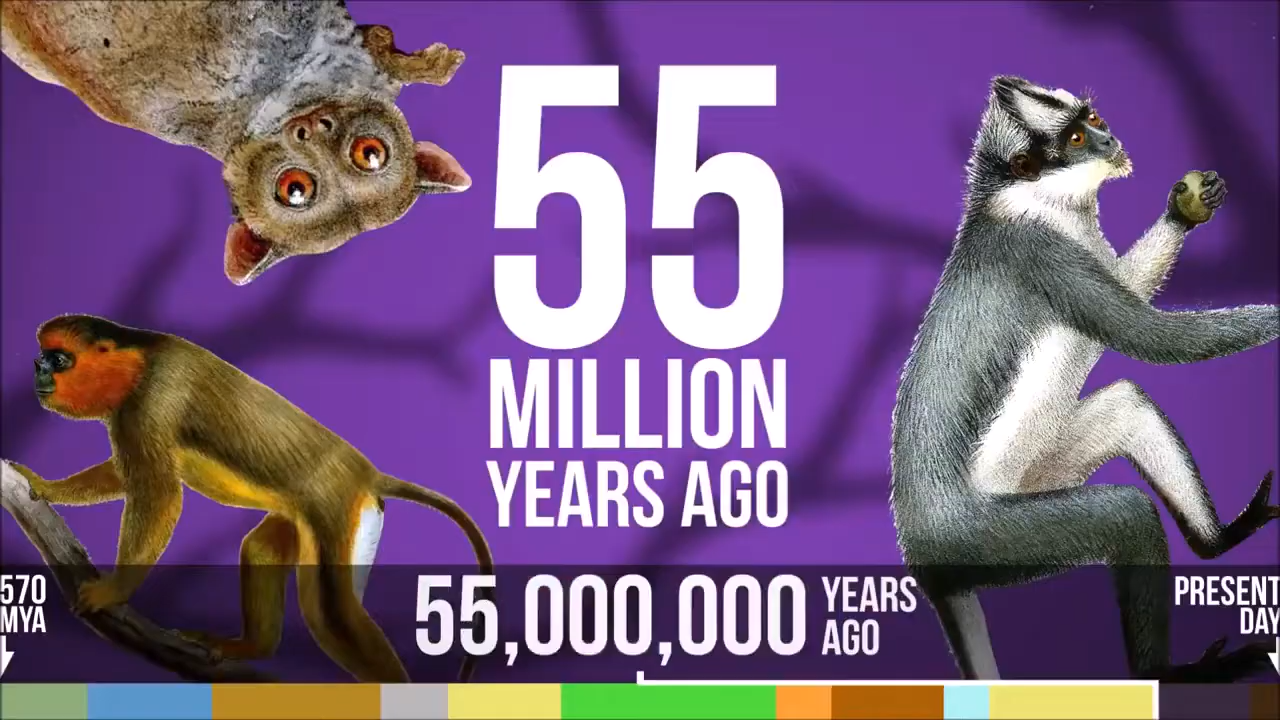 55
MILLION
YEARS AGO
570
MYA
55,000,000 YEARS
AGO
PRESENT
DAY